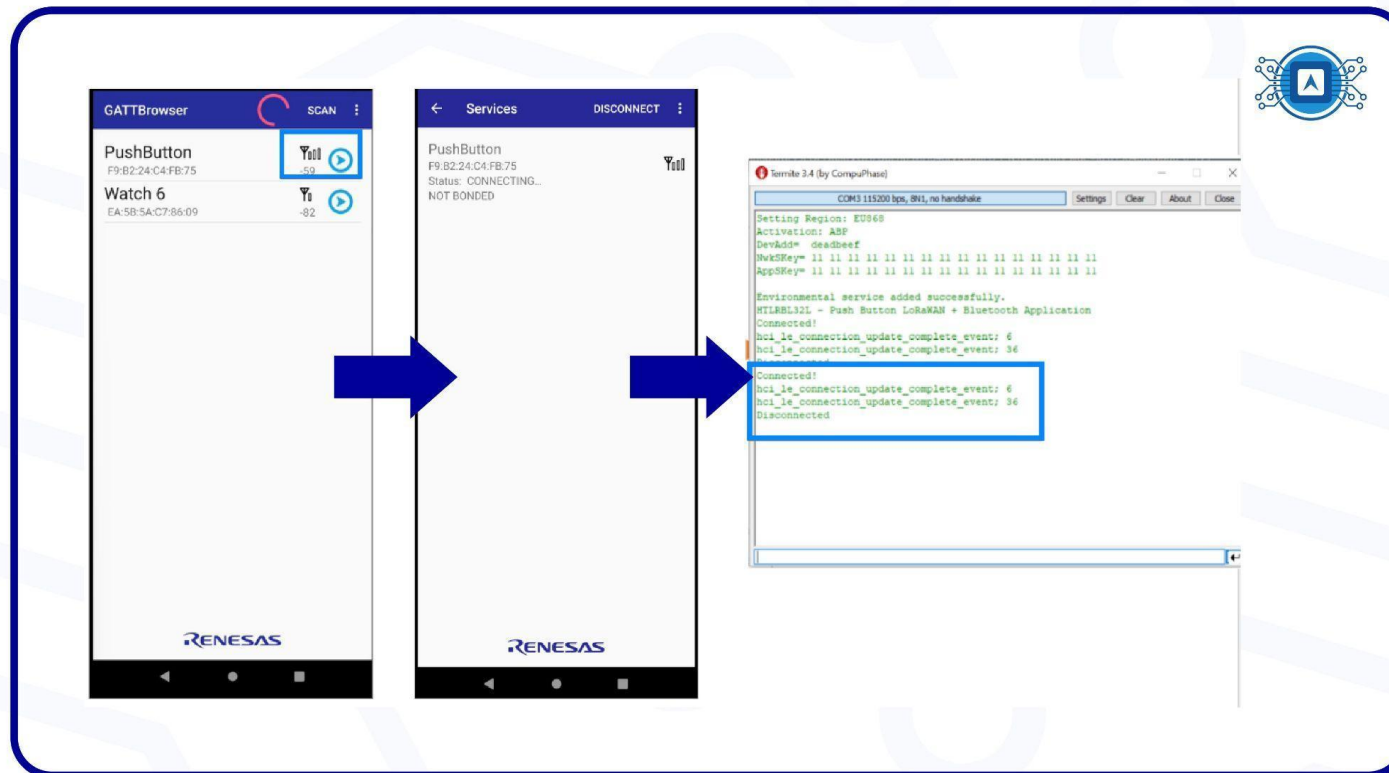 GATTBrowser
SCAN
PushButton
F9:B2:24:C4:FB:75
-59
Watch 6
EA:5B:5A:C7:86:09
-82
RENESAS
Services
DISCONNECT
PushButton
F9:B2:24:C4:FB:75
Status: CONNECTING...
NOT BONDED
RENESAS
Termite 3.4 (by CompuPhase)
COM3 115200 bps, 8N1, no handshake
Settings
Clear
About
Close
Setting Region: EU868
Activation: ABP
DevAdd= deadbeef
NwkSKey= 11 11 11 11 11 11 11 11 11 11 11 11 11 11 11 11
AppSKey= 11 11 11 11 11 11 11 11 11 11 11 11 11 11 11 11
Environmental service added successfully.
HTLRBL32L - Push Button LoRaWAN + Bluetooth Application
Connected!
hci_le_connection_update_complete_event; 6
hci_le_connection_update_complete_event; 36
Disconnected
Connected!
hci_le_connection_update_complete_event; 6
hci_le_connection_update_complete_event; 36
Disconnected